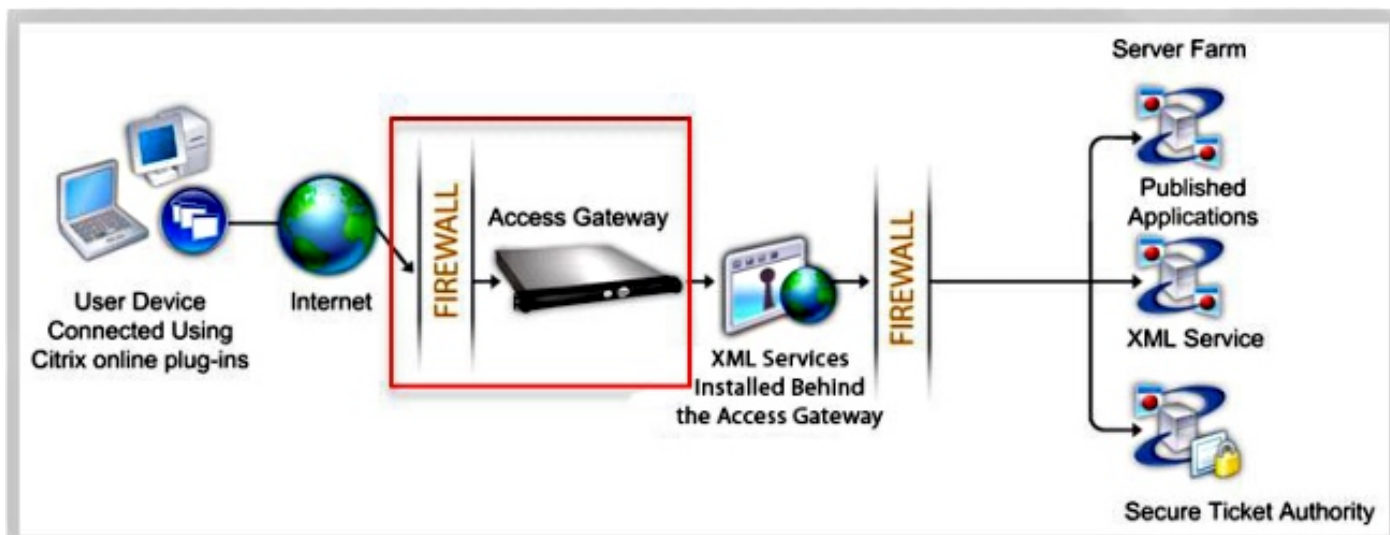 Server Farm
Access Gateway
FIREWALL
FIREWALL
Published
Applications
User Device
Connected Using
Citrix online plug-ins
Internet
XML Services
Installed Behind
the Access Gateway
XML Service
Secure Ticket Authority